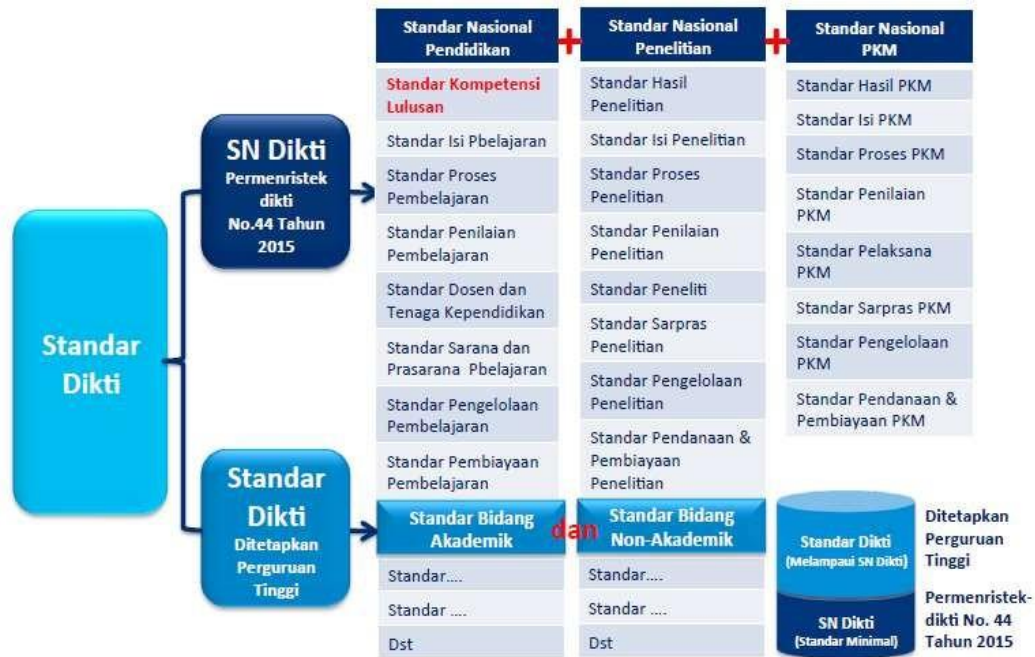 Standar
Dikti
SN Dikti
Permenristek
dikti
No.44 Tahun
2015
Standar
Dikti
Ditetapkan
Perguruan
Tinggi
Standar Nasional
Pendidikan
+
Standar Nasional
Penelitian
+
Standar Nasional
PKM
Standar Kompetensi
Lulusan
Standar Isi Pbelajaran
Standar Proses
Pembelajaran
Standar Penilaian
Pembelajaran
Standar Dosen dan
Tenaga Kependidikan
Standar Sarana dan
Prasarana Pbelajaran
Standar Pengelolaan
Pembelajaran
Standar Pembiayaan
Pembelajaran
Standar Hasil
Penelitian
Standar Isi Penelitian
Standar Proses
Penelitian
Standar Penilaian
Penelitian
Standar Peneliti
Standar Sarpras
Penelitian
Standar Pengelolaan
Penelitian
Standar Pendanaan &
Pembiayaan
Penelitian
Standar Hasil PKM
Standar Isi PKM
Standar Proses PKM
Standar Penilaian
PKM
Standar Pelaksana
PKM
Standar Sarpras PKM
Standar Pengelolaan
PKM
Standar Pendanaan &
Pembiayaan PKM
Standar Bidang
Akademik
dan
Standar Bidang
Non-Akademik
Standar....
Standar ....
Dst
Standar....
Standar ....
Dst
Standar Dikti
(Melampaui SN Dikti)
SN Dikti
(Standar Minimal)
Ditetapkan
Perguruan
Tinggi
Permenristek-
dikti No. 44
Tahun 2015